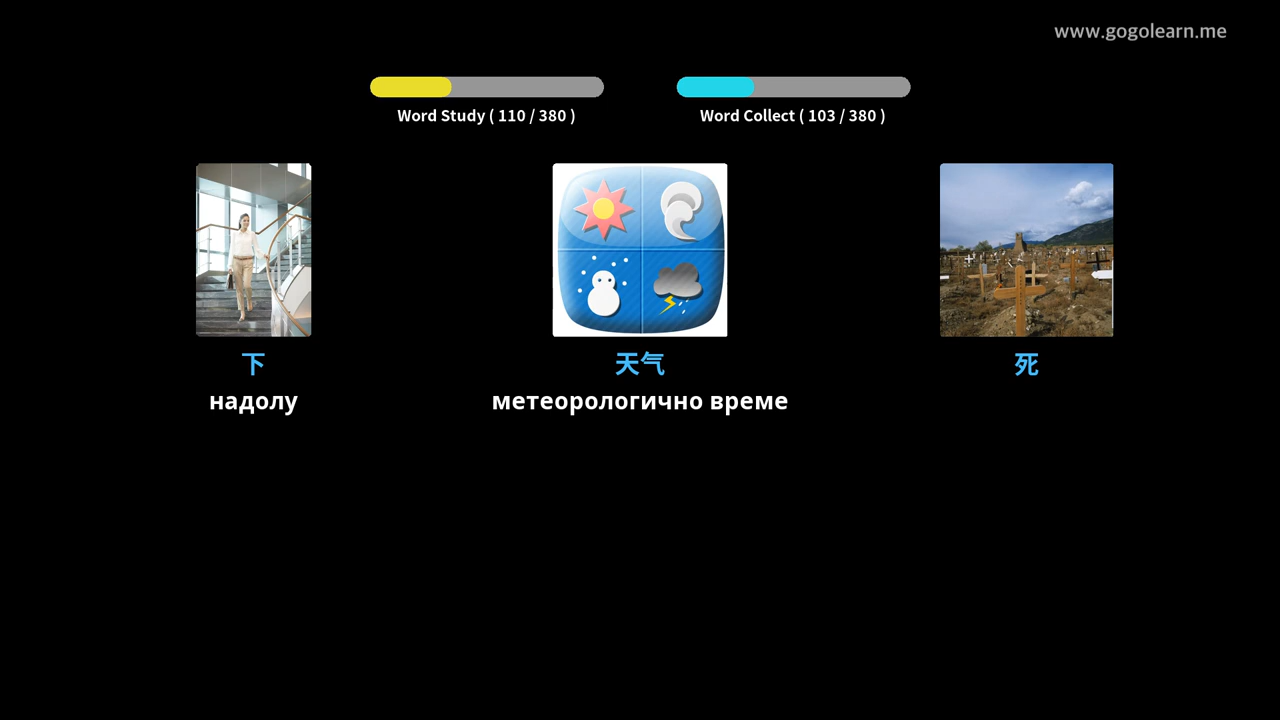 www.gogolearn.me
Word Study ( 110 / 380 )
Word Collect ( 103 / 380 )
下
天气
死
надолу
метеорологично време